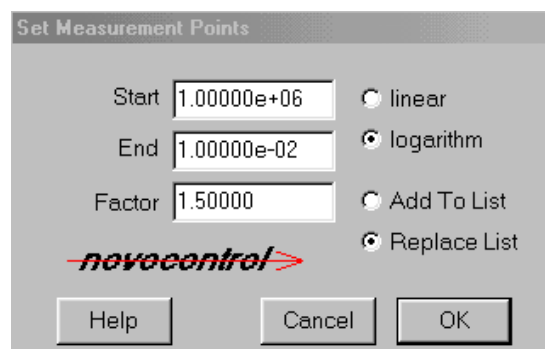 Set Measurement Points
Start 1.00000e+06
linear
End 1.00000e-02
logarithm
Factor 1.50000
Add To List
Replace List
novocontrol
Help Cancel OK